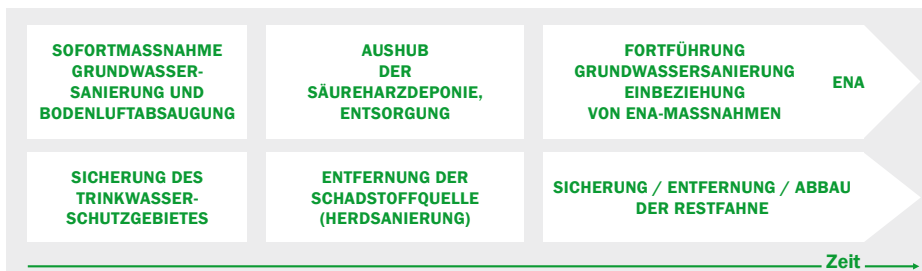 SOFORTMASSNAHME
GRUNDWASSER-
SANIERUNG UND
BODENLUFTABSAUGUNG
AUSHUB
DER
SÄUREHARZDEPONIE,
ENTSORGUNG
FORTFÜHRUNG
GRUNDWASSERSANIERUNG
EINBEZIEHUNG
VON ENA-MASSNAHMEN
ENA
SICHERUNG DES
TRINKWASSER-
SCHUTZGEBIETES
ENTFERNUNG DER
SCHADSTOFFQUELLE
(HERDSANIERUNG)
SICHERUNG / ENTFERNUNG / ABBAU
DER RESTFAHNE
Zeit